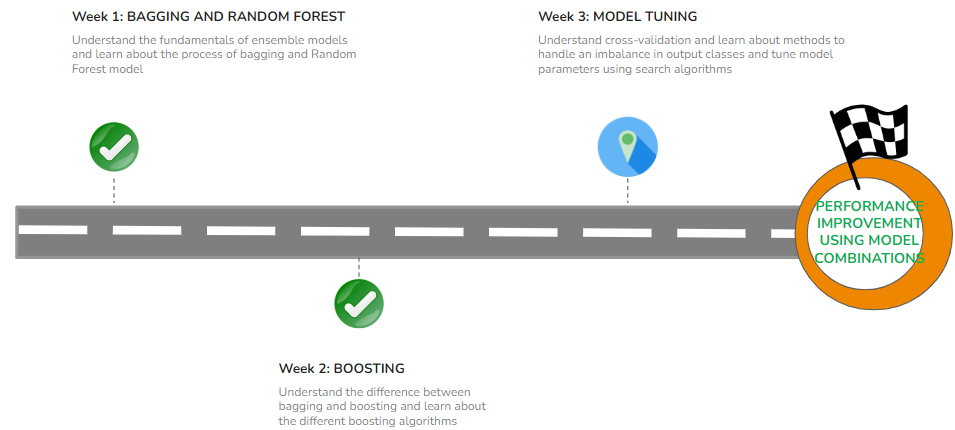 Week 1: BAGGING AND RANDOM FOREST
Understand the fundamentals of ensemble models
and learn about the process of bagging and Random
Forest model
Week 3: MODEL TUNING
Understand cross-validation and learn about methods to
handle an imbalance in output classes and tune model
parameters using search algorithms
PERFORMANCE
IMPROVEMENT
USING MODEL
COMBINATIONS
Week 2: BOOSTING
Understand the difference between
bagging and boosting and learn about
the different boosting algorithms